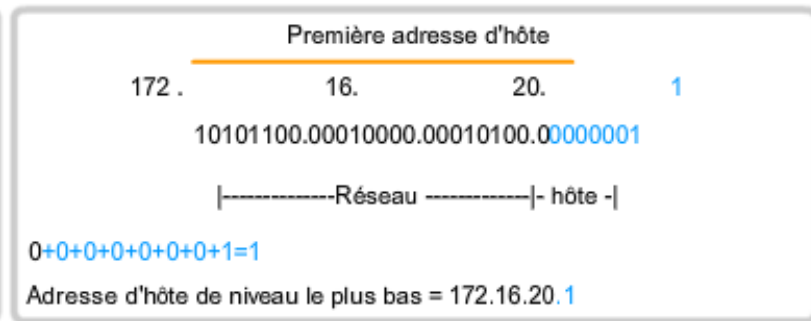 Première adresse d'hôte
172 . 16. 20. 1
10101100.00010000.00010100.00000001
|--------------Réseau -------------|- hôte -|
0+0+0+0+0+0+0+1=1
Adresse d'hôte de niveau le plus bas = 172.16.20.1